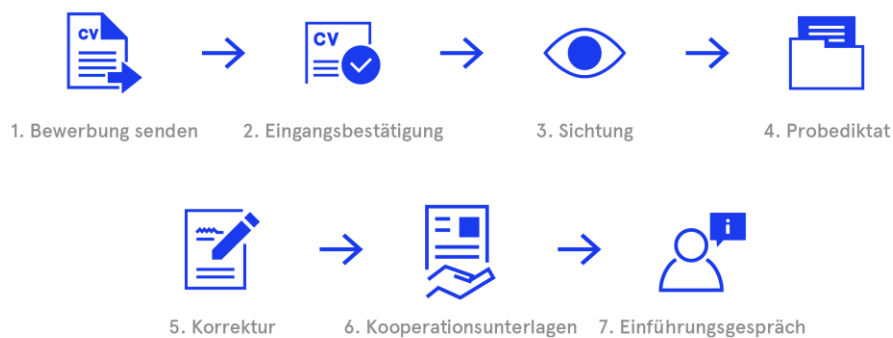 CV
CV
1. Bewerbung senden
2. Eingangsbestätigung
3. Sichtung
4. Probediktat
i
5. Korrektur
6. Kooperationsunterlagen
7. Einführungsgespräch